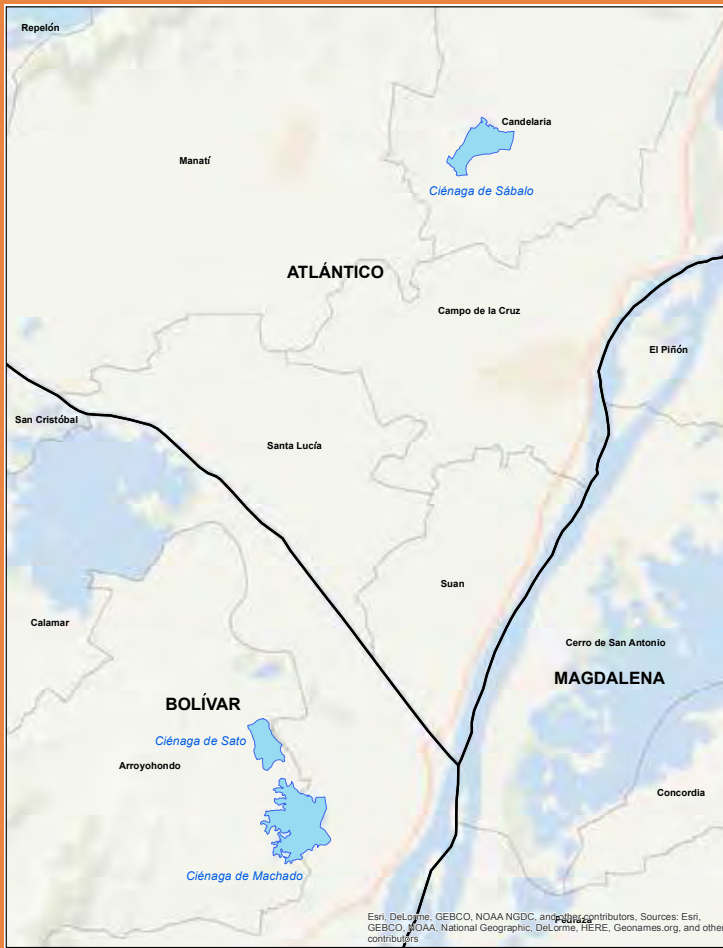 Repelón
Candelaria
Manatí
Ciénaga de Sábalo
ATLÁNTICO
Campo de la Cruz
El Piñón
San Cristóbal
Santa Lucía
Suan
Calamar
Cerro de San Antonio
MAGDALENA
BOLÍVAR
Ciénaga de Sato
Arroyohondo
Concordia
Ciénaga de Machado
Pedraza
Esri, DeLorme, GEBCO, NOAA NGDC, and other contributors, Sources: Esri,
GEBCO, NOAA, National Geographic, DeLorme, HERE, Geonames.org, and other
contributors